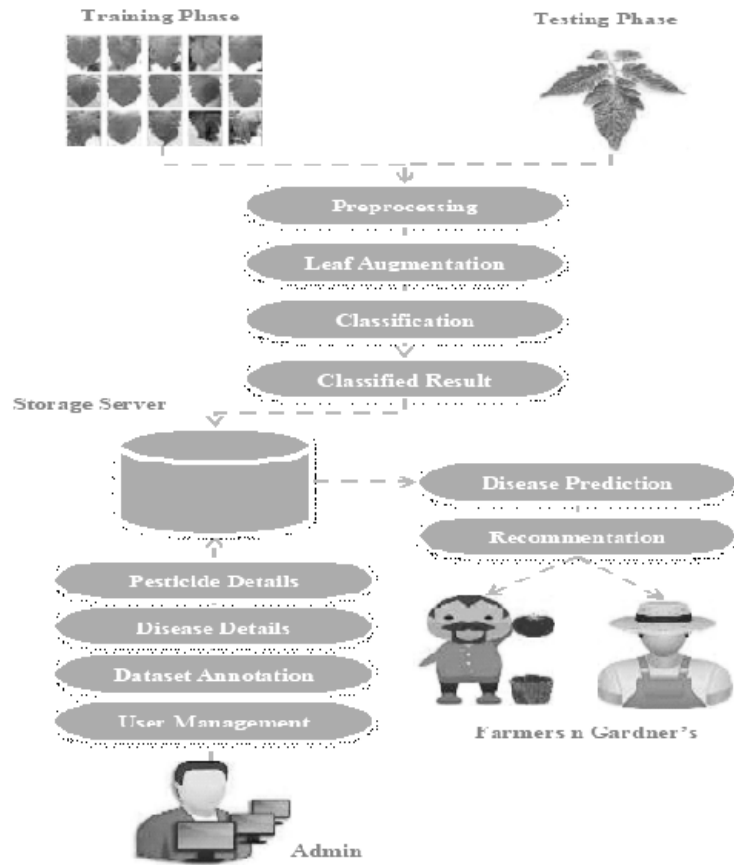 Training Phase
Testing Phase
Preprocessing
Leaf Augmentation
Classification
Classified Result
Storage Server
Disease Prediction
Recommentation
Pesticide Details
Disease Details
Dataset Annotation
User Management
Farmers n Gardner's
Admin